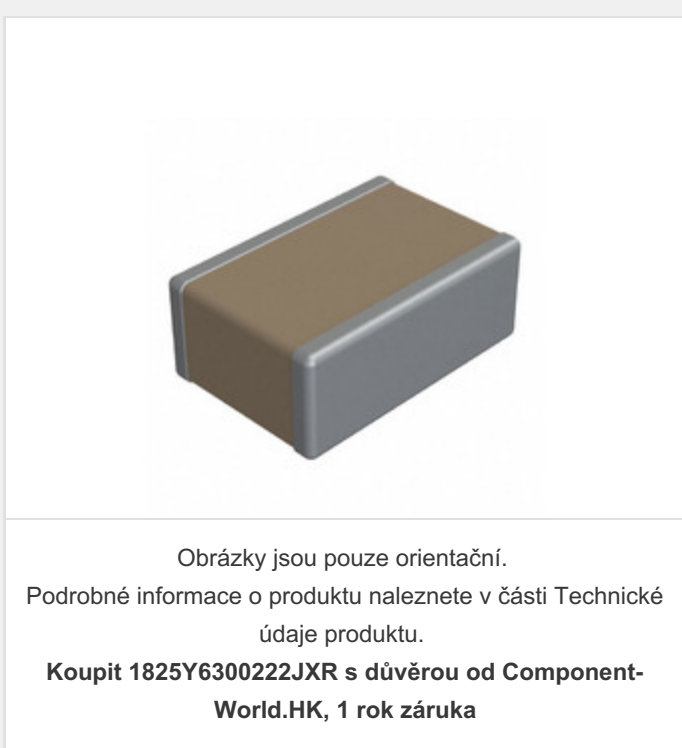 Obrázky jsou pouze orientační.
Podrobné informace o produktu naleznete v části Technické
údaje produktu.
Koupit 1825Y6300222JXR s důvěrou od Component-
World.HK, 1 rok záruka